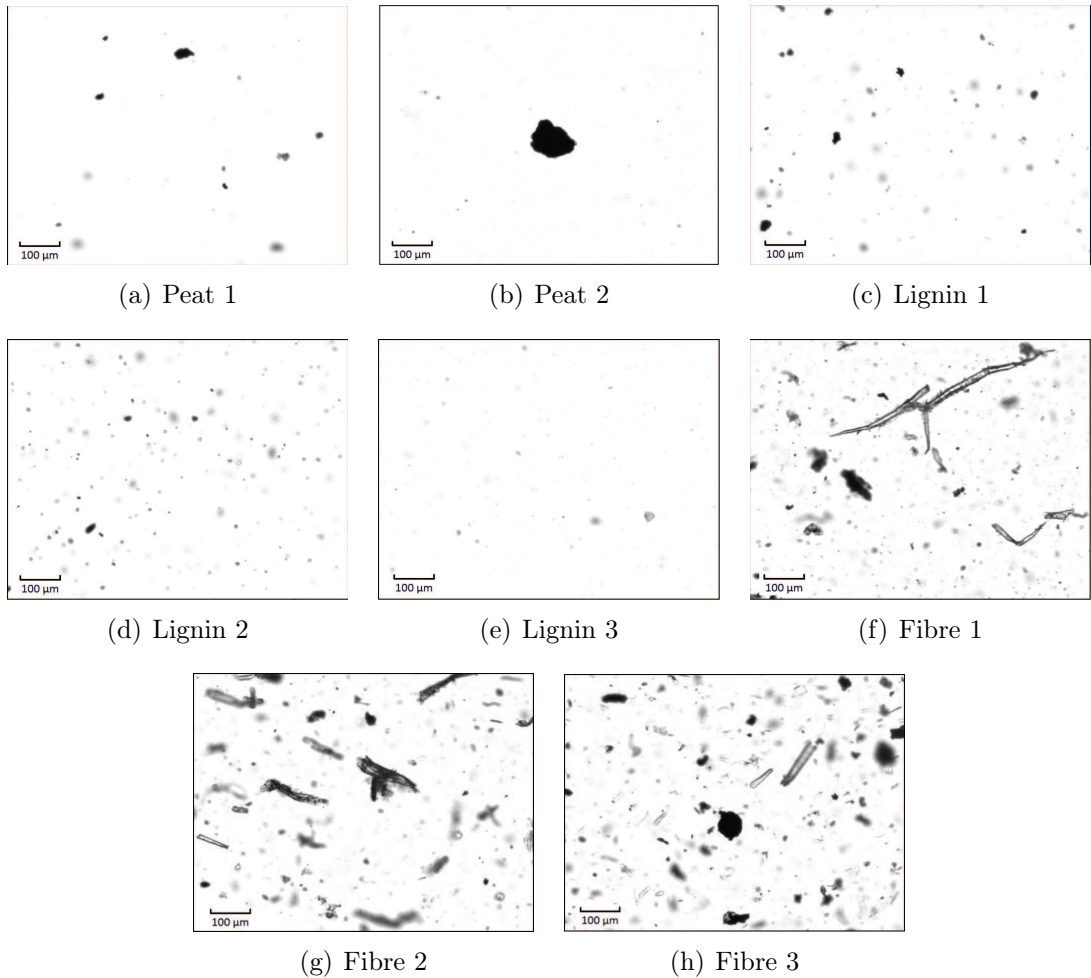 100 µm
100 µm
100 µm
(a) Peat 1
(b) Peat 2
(c) Lignin 1
100 µm
100 µm
100 µm
(d) Lignin 2
(e) Lignin 3
(f) Fibre 1
100 µm
100 µm
(g) Fibre 2
(h) Fibre 3